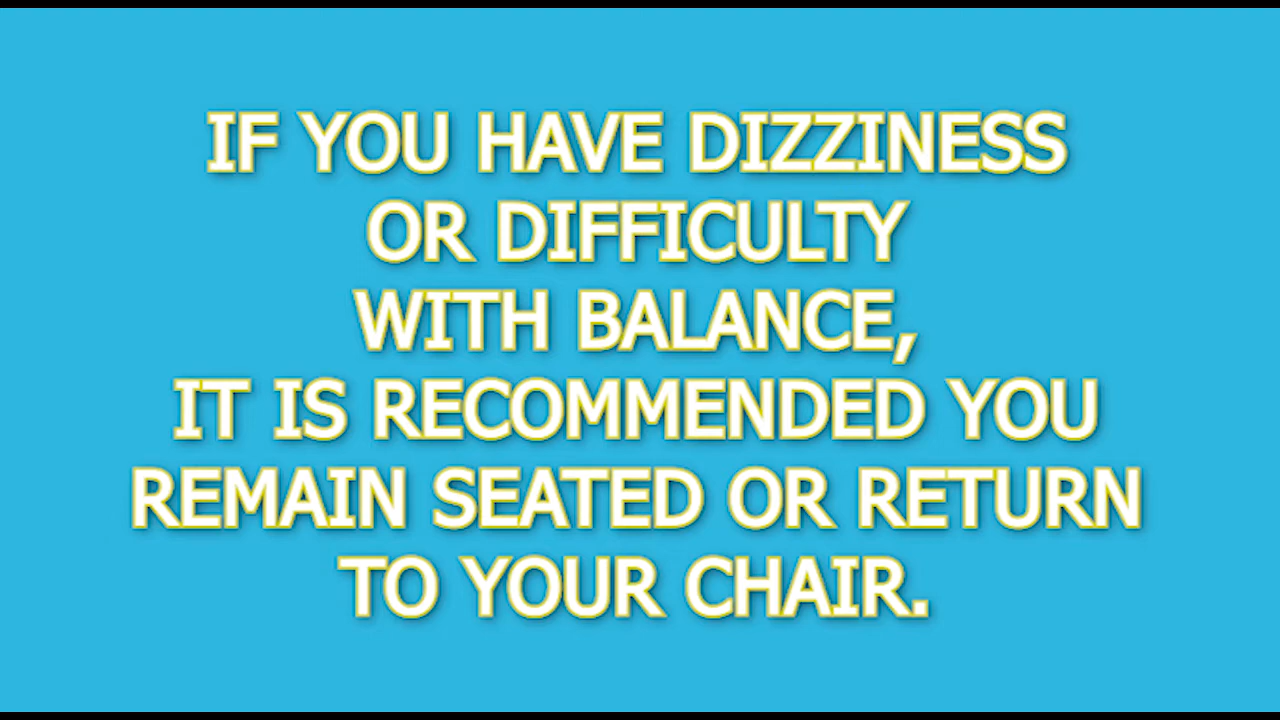 IF YOU HAVE DIZZINESS
OR DIFFICULTY
WITH BALANCE,
IT IS RECOMMENDED YOU
REMAIN SEATED OR RETURN
TO YOUR CHAIR.